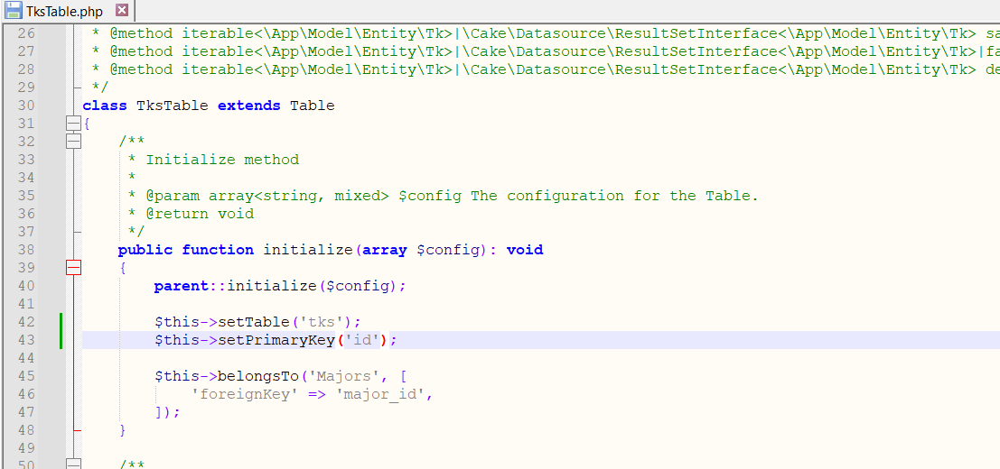 TksTable.php
26 * @method iterable<\App\Model\Entity\Tk>|\Cake\Datasource\ResultSetInterface<\App\Model\Entity\Tk> sa
27 * @method iterable<\App\Model\Entity\Tk>|\Cake\Datasource\ResultSetInterface<\App\Model\Entity\Tk>|fa
28 * @method iterable<\App\Model\Entity\Tk>|\Cake\Datasource\ResultSetInterface<\App\Model\Entity\Tk> de
29 */
30 class TksTable extends Table
31 {
32 /**
33 * Initialize method
34 *
35 * @param array<string, mixed> $config The configuration for the Table.
36 * @return void
37 */
38 public function initialize(array $config): void
39 {
40 parent::initialize($config);
41
42 $this->setTable('tks');
43 $this->setPrimaryKey('id');
44
45 $this->belongsTo('Majors', [
46 'foreignKey' => 'major_id',
47 ]);
48 }
49
50 /**